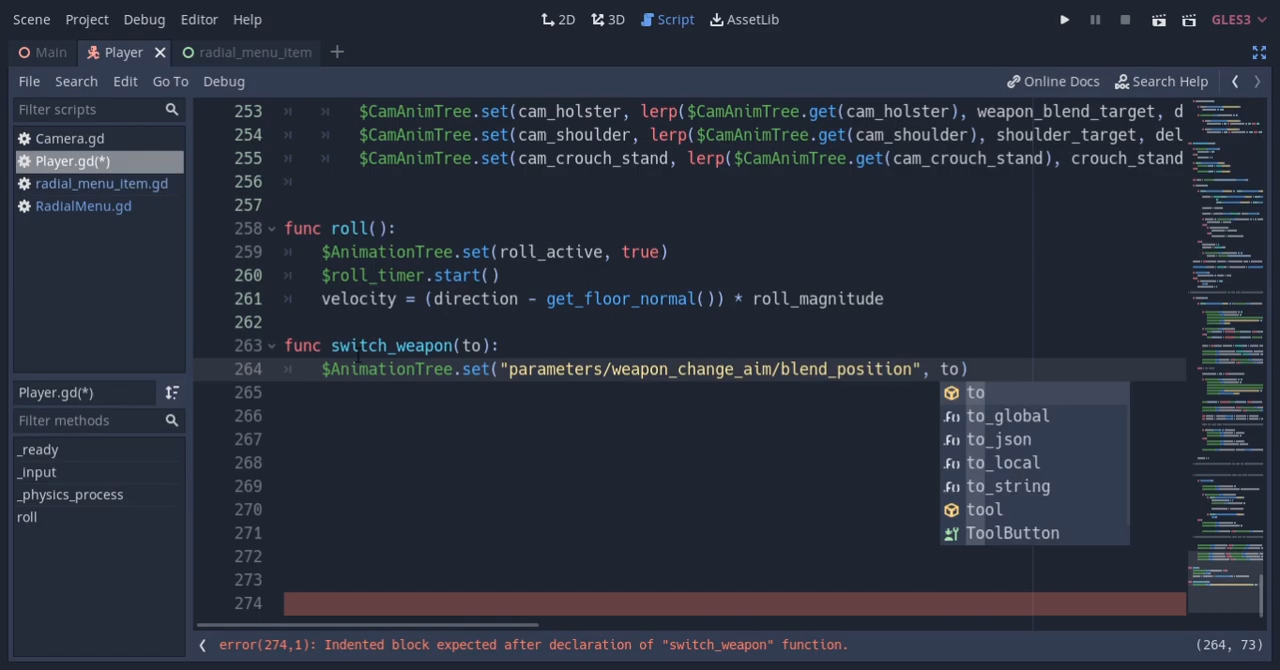 Scene Project Debug Editor Help 2D 3D Script AssetLib GLES3
Main Player radial_menu_item
File Search Edit Go To Debug Online Docs Search Help
Filter scripts
Camera.gd
Player.gd(*)
radial_menu_item.gd
RadialMenu.gd
Player.gd(*)
Filter methods
_ready
_input
_physics_process
roll
253 $CamAnimTree.set(cam_holster, lerp($CamAnimTree.get(cam_holster), weapon_blend_target, d
254 $CamAnimTree.set(cam_shoulder, lerp($CamAnimTree.get(cam_shoulder), shoulder_target, del
255 $CamAnimTree.set(cam_crouch_stand, lerp($CamAnimTree.get(cam_crouch_stand), crouch_stand
256
257
258 func roll():
259 $AnimationTree.set(roll_active, true)
260 $roll_timer.start()
261 velocity = (direction - get_floor_normal()) * roll_magnitude
262
263 func switch_weapon(to):
264 $AnimationTree.set("parameters/weapon_change_aim/blend_position", to)
265 to
266 to_global
267 to_json
268 to_local
269 to_string
270 tool
271 ToolButton
272
273
274
error(274,1): Indented block expected after declaration of "switch_weapon" function. (264, 73)